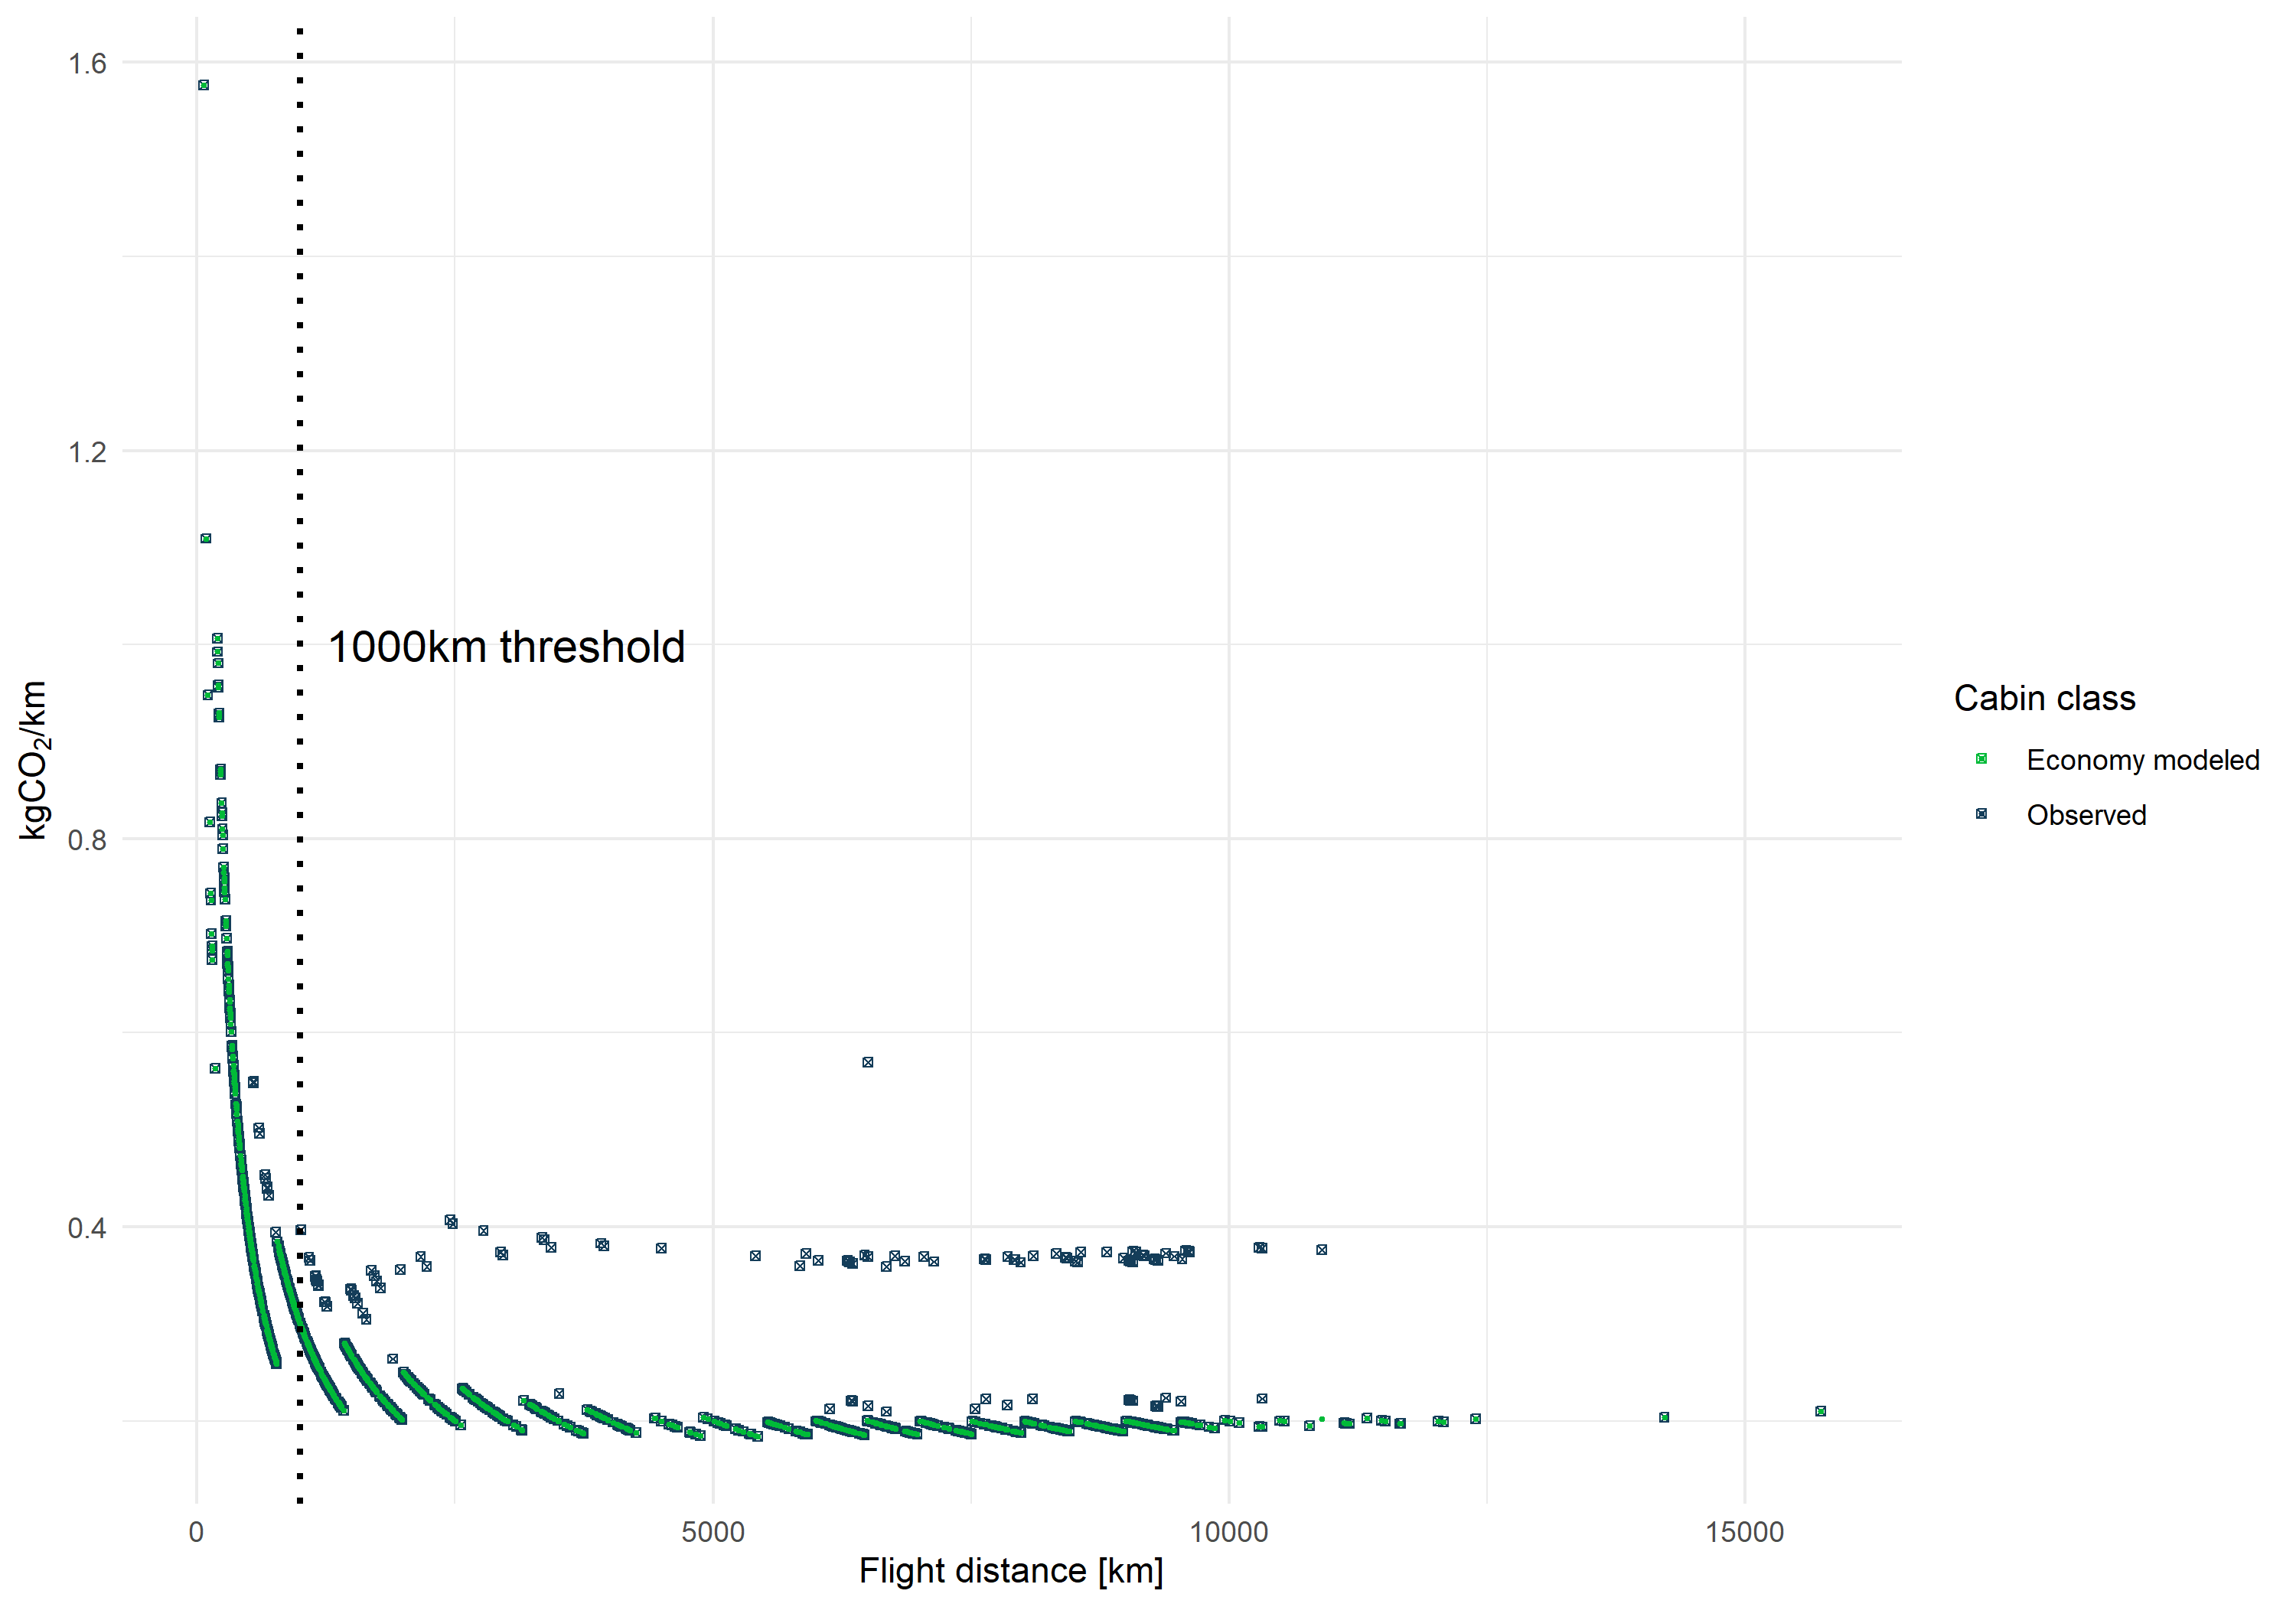 1.6
1.2
0.8
0.4
kgCO₂/km
1000km threshold
0
5000
10000
15000
Flight distance [km]
Cabin class
Economy modeled
Observed